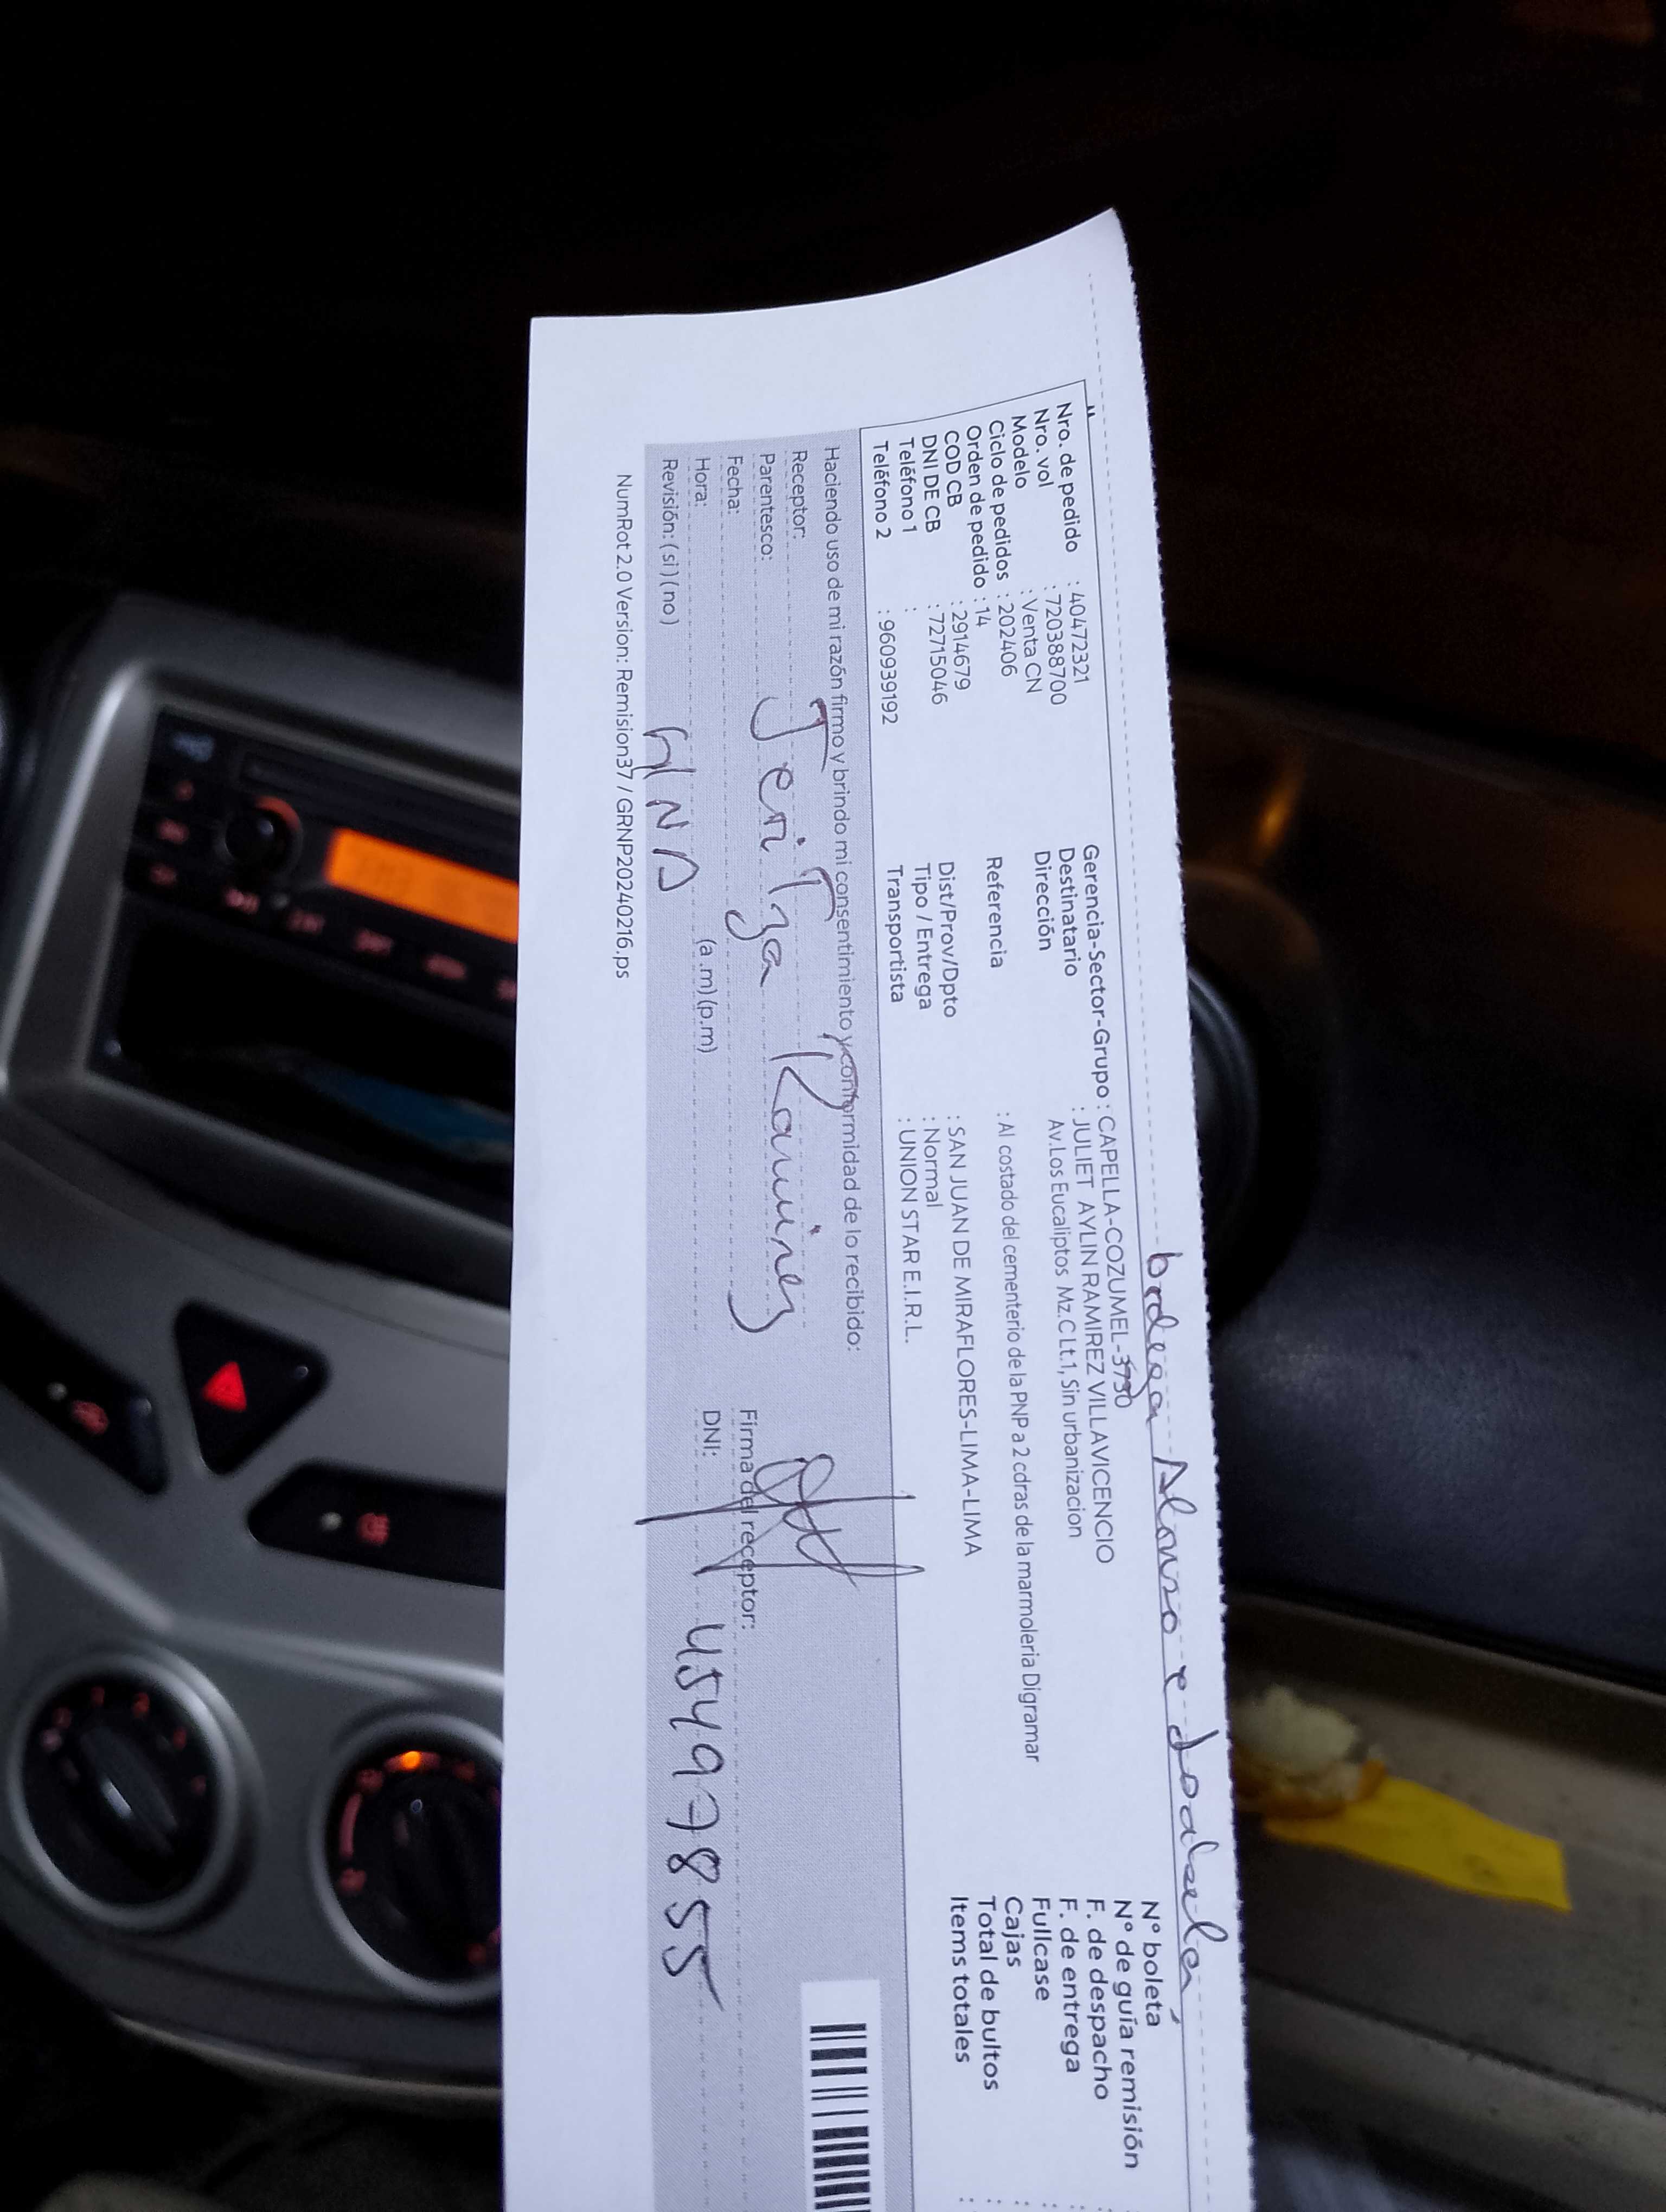 bodega Alonso e Isabela
Nro. de pedido : 40472321
Nro. vol : 720388700
Modelo : Venta CN
Ciclo de pedidos : 202406
Orden de pedido : 14
COD CB : 2914679
DNI DE CB : 72715046
Teléfono 1 :
Teléfono 2 : 960939192
Gerencia-Sector-Grupo : CAPELLA-COZUMEL-3730
Destinatario : JULIET AYLIN RAMIREZ VILLAVICENCIO
Dirección Av.Los Eucaliptos Mz.C Lt.1, Sin urbanizacion
Referencia : Al costado del cementerio de la PNP a 2 cdras de la marmoleria Digramar
Dist/Prov/Dpto : SAN JUAN DE MIRAFLORES-LIMA-LIMA
Tipo / Entrega : Normal
Transportista : UNION STAR E.I.R.L.
N° boleta
N° de guía remisión
F. de despacho
F. de entrega
Fullcase
Cajas
Total de bultos
Items totales
Haciendo uso de mi razón firmo y brindo mi consentimiento y conformidad de lo recibido:
Receptor:
Parentesco:
Fecha:
Hora: (a .m) (p.m)
Revisión: ( si ) ( no )
Ramirez
Firma del receptor:
DNI: 45497855
NumRot 2.0 Version: Remision37 / GRNP20240216.ps